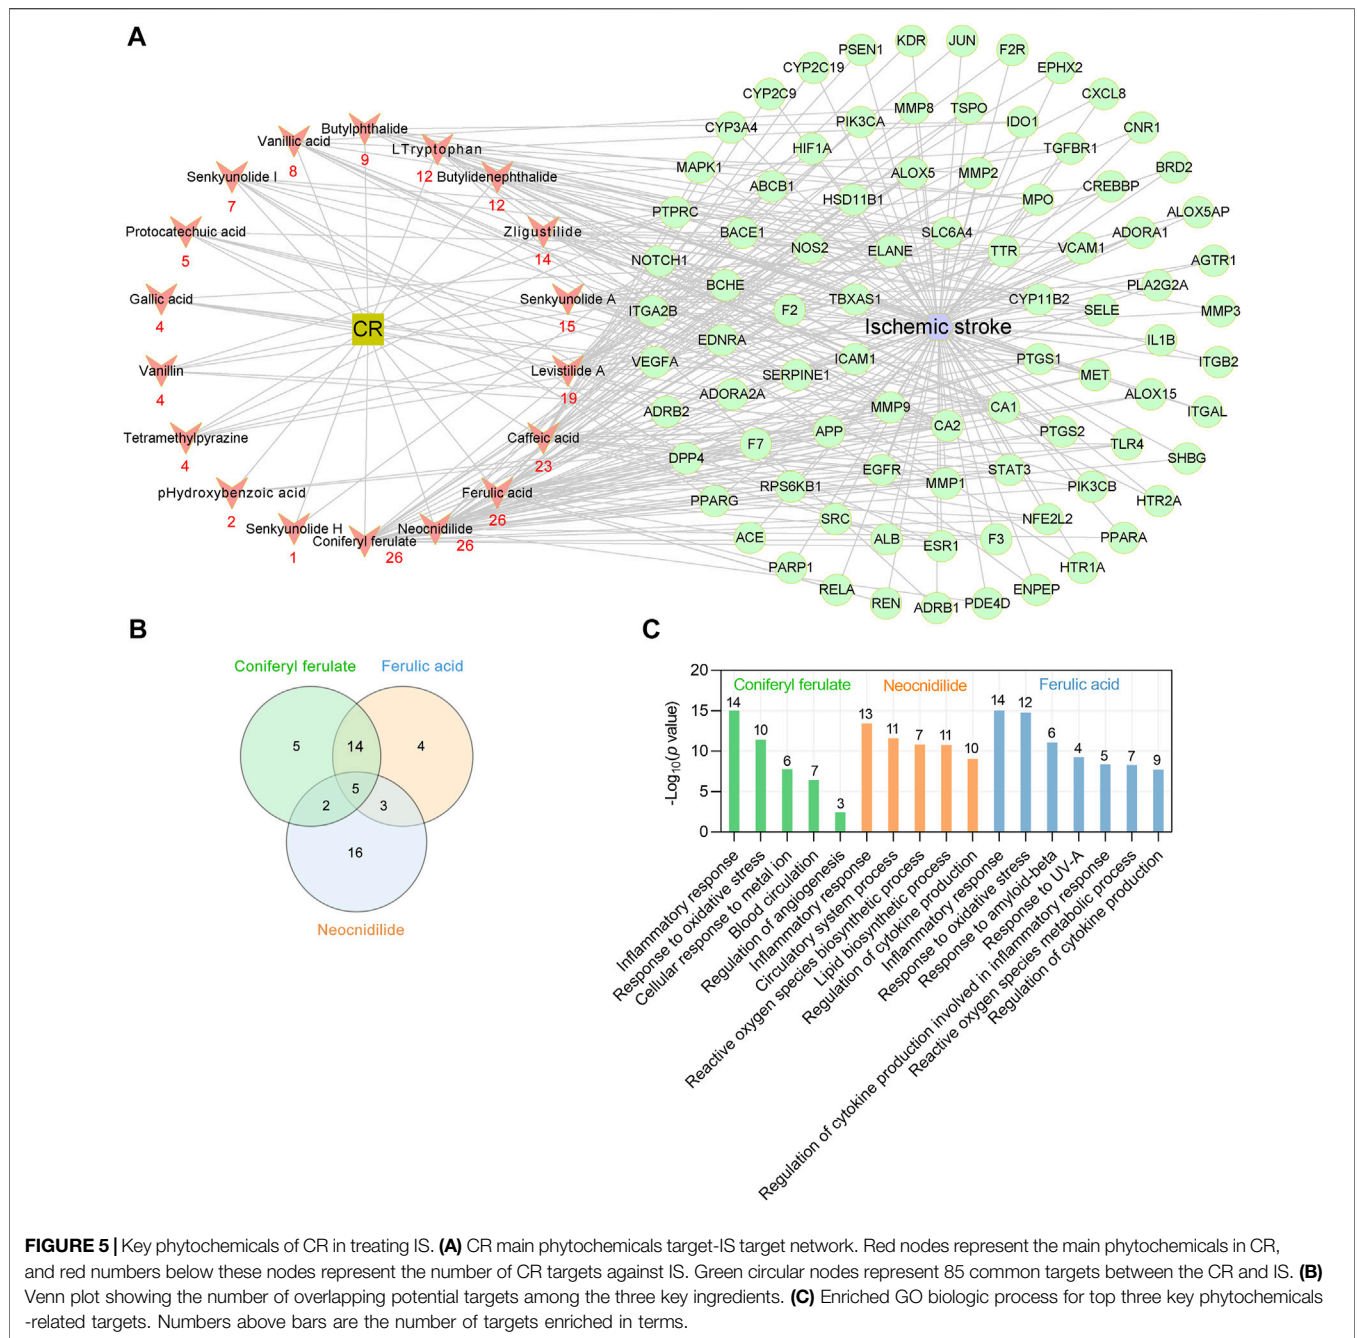 A
Butylphthalide
9
Vanillic acid
8
LTryptophan
12
Senkyunolide I
7
Butylidenephthalide
12
Protocatechuic acid
5
Zligustilide
14
Gallic acid
4
Senkyunolide A
15
CR
Vanillin
4
Levistilide A
19
Tetramethylpyrazine
4
Caffeic acid
23
pHydroxybenzoic acid
2
Ferulic acid
26
Senkyunolide H
1
Coniferyl ferulate
26
Neocnidilide
26
PSEN1
KDR
JUN
F2R
CYP2C19
EPHX2
CYP2C9
CXCL8
MMP8
TSPO
CYP3A4
PIK3CA
IDO1
CNR1
HIF1A
TGFBR1
MAPK1
ABCB1
ALOX5
MMP2
BRD2
HSD11B1
MPO
CREBBP
PTPRC
ALOX5AP
BACE1
NOS2
SLC6A4
ADORA1
NOTCH1
ELANE
TTR
VCAM1
AGTR1
BCHE
TBXAS1
CYP11B2
PLA2G2A
ITGA2B
F2
SELE
MMP3
EDNRA
Ischemic stroke
IL1B
VEGFA
ICAM1
PTGS1
ITGB2
SERPINE1
MET
ADORA2A
ALOX15
ADRB2
MMP9
CA1
ITGAL
APP
CA2
PTGS2
F7
TLR4
DPP4
EGFR
STAT3
SHBG
PPARG
RPS6KB1
MMP1
PIK3CB
HTR2A
SRC
NFE2L2
ACE
ALB
ESR1
F3
PPARA
PARP1
HTR1A
RELA
REN
ADRB1
PDE4D
ENPEP
B
Coniferyl ferulate
Ferulic acid
5
14
4
5
2
3
16
Neocnidilide
C
-Log10(p value)
20
15
10
5
0
Coniferyl ferulate
Neocnidilide
Ferulic acid
14
10
6
7
3
13
11
7
11
10
14
12
6
4
5
7
9
Inflammatory response
Response to oxidative stress
Cellular response to metal ion
Blood circulation
Regulation of angiogenesis
Inflammatory response
Circulatory system process
Reactive oxygen species biosynthetic process
Lipid biosynthetic process
Regulation of cytokine production
Inflammatory response
Response to oxidative stress
Response to amyloid-beta
Response to UV-A
Regulation of cytokine production involved in inflammatory response
Reactive oxygen species metabolic process
Regulation of cytokine production
FIGURE 5 | Key phytochemicals of CR in treating IS. (A) CR main phytochemicals target-IS target network. Red nodes represent the main phytochemicals in CR,
and red numbers below these nodes represent the number of CR targets against IS. Green circular nodes represent 85 common targets between the CR and IS. (B)
Venn plot showing the number of overlapping potential targets among the three key ingredients. (C) Enriched GO biologic process for top three key phytochemicals
-related targets. Numbers above bars are the number of targets enriched in terms.